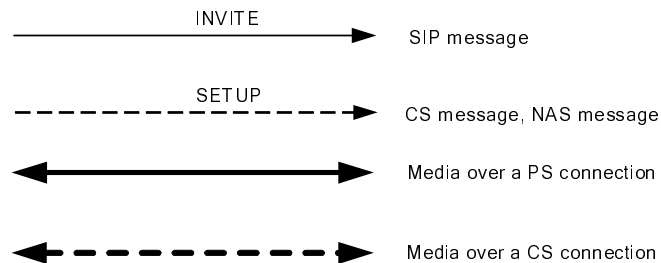 INVITE
SIP message
SETUP
CS message, NAS message
Media over a PS connection
Media over a CS connection